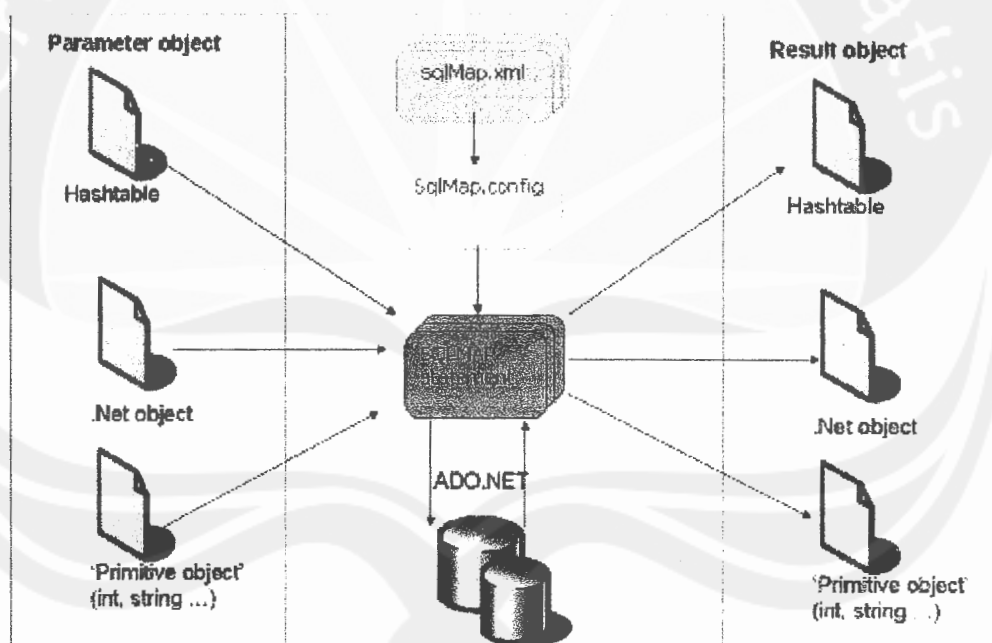 Parameter object
Hashtable
.Net object
'Primitive object'
(int, string ...)
sqlMap.xml
SqlMap.config
ADO.NET
Result object
Hashtable
.Net object
'Primitive object'
(int, string ...)